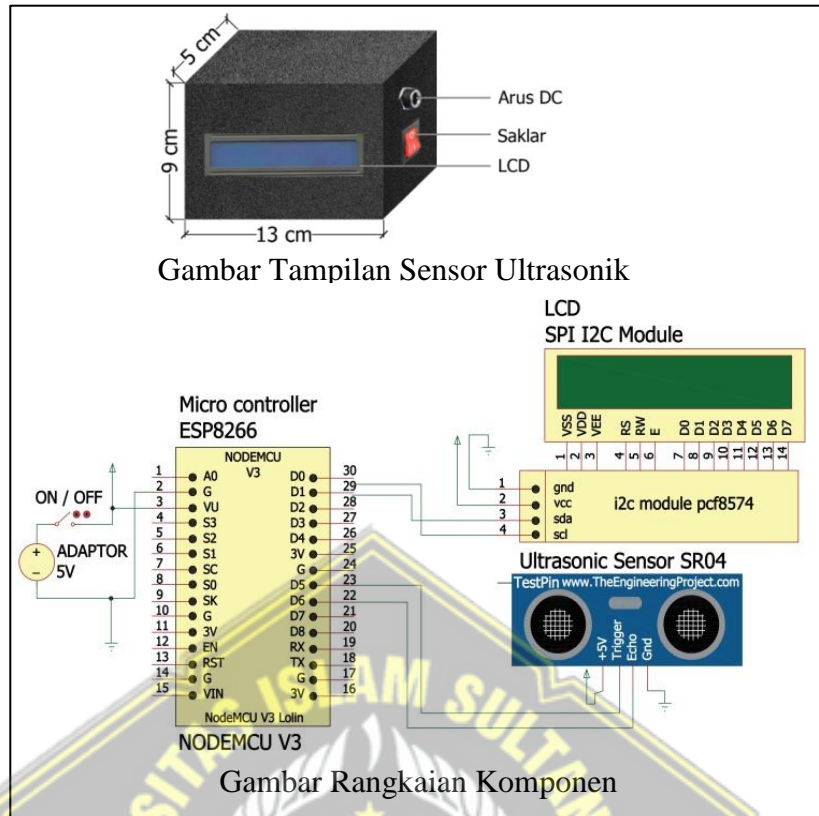 5 cm
9 cm
13 cm
Arus DC
Saklar
LCD
Gambar Tampilan Sensor Ultrasonik
LCD
SPI I2C Module
VSS VDD VEE RS RW E D0 D1 D2 D3 D4 D5 D6 D7
1 2 3 4 5 6 7 8 9 10 11 12 13 14
1 gnd
2 vcc
3 sda
4 scl
i2c module pcf8574
Micro controller
ESP8266
NODEMCU
V3
1 A0 D0 30
2 G D1 29
3 VU D2 28
4 S3 D3 27
5 S2 D4 26
6 S1 3V 25
7 SC G 24
8 S0 D5 23
9 SK D6 22
10 G D7 21
11 3V D8 20
12 EN RX 19
13 RST TX 18
14 G G 17
15 VIN 3V 16
NodeMCU V3 Lolin
NODEMCU V3
ON / OFF
+
ADAPTOR
5V
−
Ultrasonic Sensor SR04
TestPin www.TheEngineeringProject.com
+5V
Trigger
Echo
Gnd
SITAS ISLAM SULTAN
Gambar Rangkaian Komponen